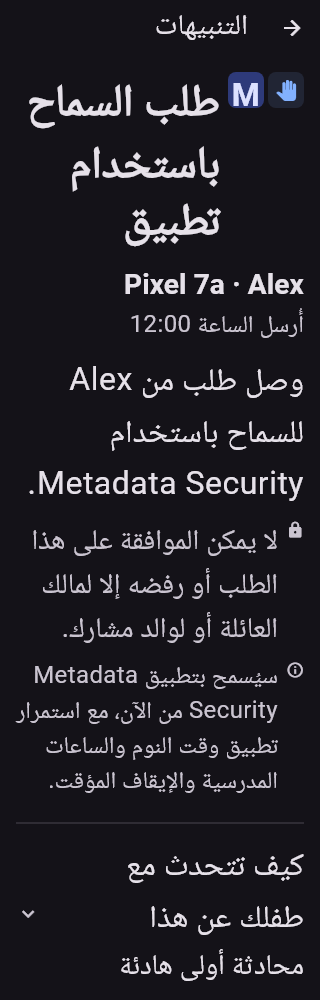 التنبيهات
M
طلب السماح
باستخدام
تطبيق
Pixel 7a · Alex
أُرسل الساعة 12:00
وصل طلب من Alex
للسماح باستخدام
Metadata Security.
لا يمكن الموافقة على هذا
الطلب أو رفضه إلا لمالك
العائلة أو لوالد مشارك.
سيُسمح بتطبيق Metadata
Security من الآن، مع استمرار
تطبيق وقت النوم والساعات
المدرسية والإيقاف المؤقت.
كيف تتحدث مع
طفلك عن هذا
محادثة أولى هادئة